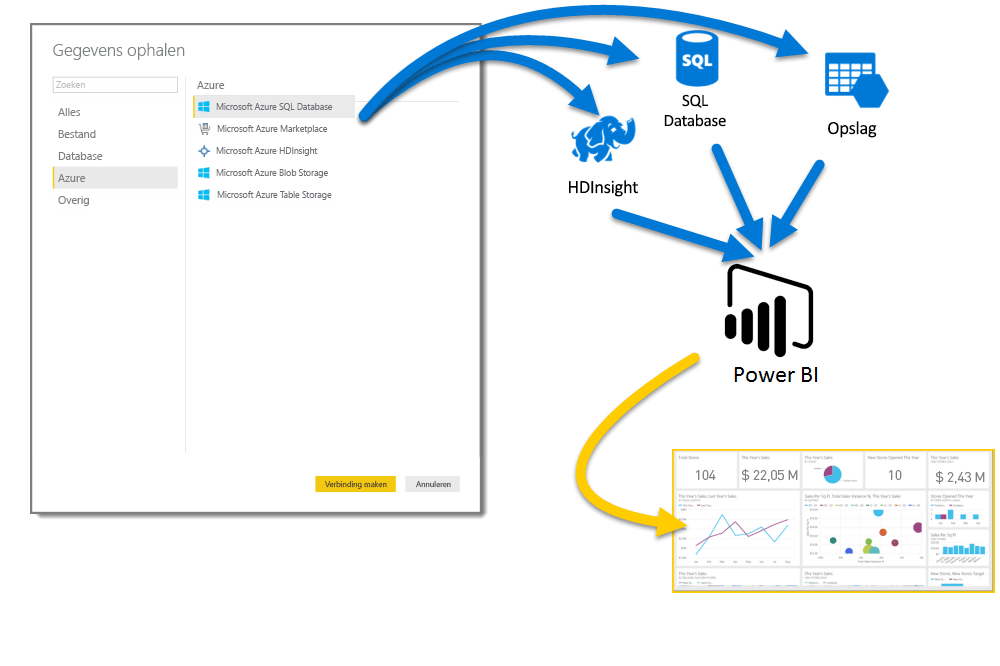 Gegevens ophalen
Zoeken
Alles
Bestand
Database
Azure
Overig
Azure
Microsoft Azure SQL Database
Microsoft Azure Marketplace
Microsoft Azure HDInsight
Microsoft Azure Blob Storage
Microsoft Azure Table Storage
Verbinding maken
Annuleren
HDInsight
SQL
SQL
Database
Opslag
Power BI
Total Stores
104
This Year's Sales
$ 22,05 M
This Year's Sales
New Stores Opened This Year
10
This Year's Sales
$ 2,43 M
This Year's Sales, Last Year's Sales
Sales Per Sq Ft, Total Sales Variance %, This Year's Sales
Stores Opened This Year
Sales Per Sq Ft
This Year's Sales
This Year's Sales
New Stores, New Stores Target